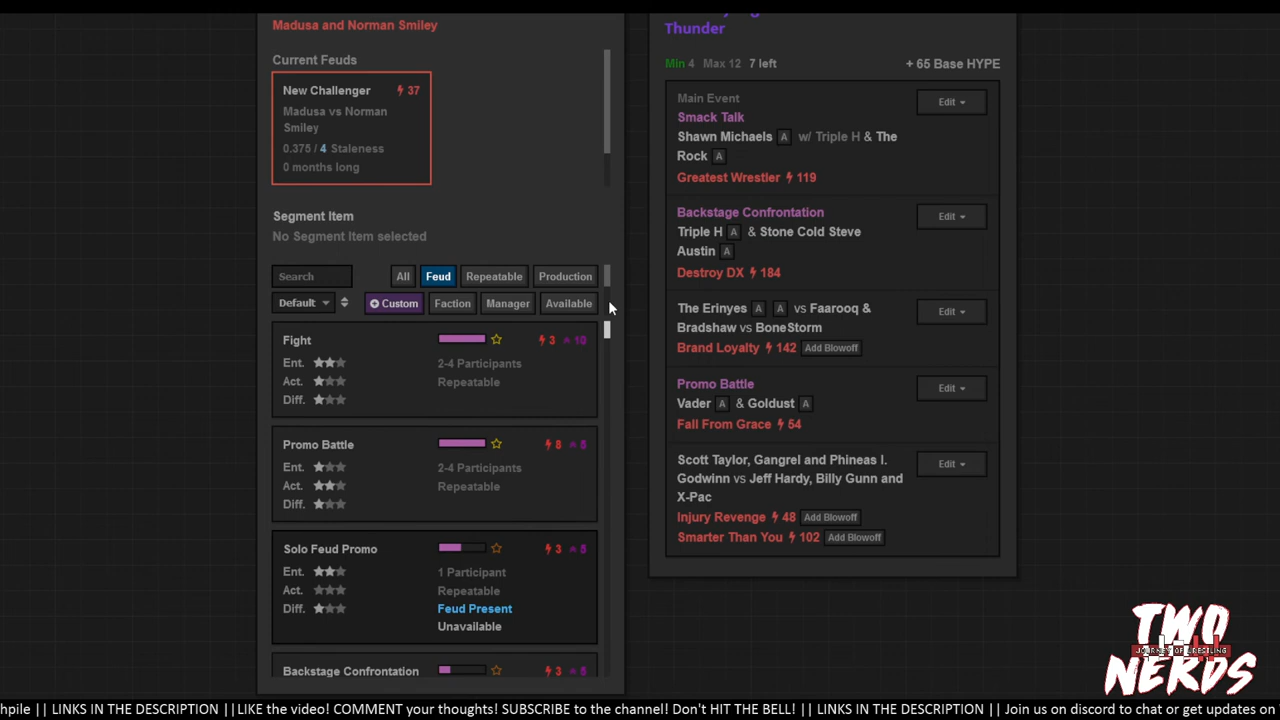 Madusa and Norman Smiley
Current Feuds
New Challenger 37
Madusa vs Norman
Smiley
0.375 / 4 Staleness
0 months long
Segment Item
No Segment Item selected
Search All Feud Repeatable Production
Default Custom Faction Manager Available
Fight 3 10
Ent. 2-4 Participants
Act. Repeatable
Diff.
Promo Battle 8 5
Ent. 2-4 Participants
Act. Repeatable
Diff.
Solo Feud Promo 3 5
Ent. 1 Participant
Act. Repeatable
Diff. Feud Present
Unavailable
Backstage Confrontation 3 5
Thunder
Min 4 Max 12 7 left + 65 Base HYPE
Main Event Edit
Smack Talk
Shawn Michaels A w/ Triple H & The
Rock A
Greatest Wrestler 119
Backstage Confrontation Edit
Triple H A & Stone Cold Steve
Austin A
Destroy DX 184
The Erinyes A A vs Faarooq & Edit
Bradshaw vs BoneStorm
Brand Loyalty 142 Add Blowoff
Promo Battle Edit
Vader A & Goldust A
Fall From Grace 54
Scott Taylor, Gangrel and Phineas I. Edit
Godwinn vs Jeff Hardy, Billy Gunn and
X-Pac
Injury Revenge 48 Add Blowoff
Smarter Than You 102 Add Blowoff
TWO
JOURNEY OF WRESTLING
NERDS
hpile || LINKS IN THE DESCRIPTION ||LIKE the video! COMMENT your thoughts! SUBSCRIBE to the channel! Don't HIT THE BELL! || LINKS IN THE DESCRIPTION || Join us on discord to chat or get updates on